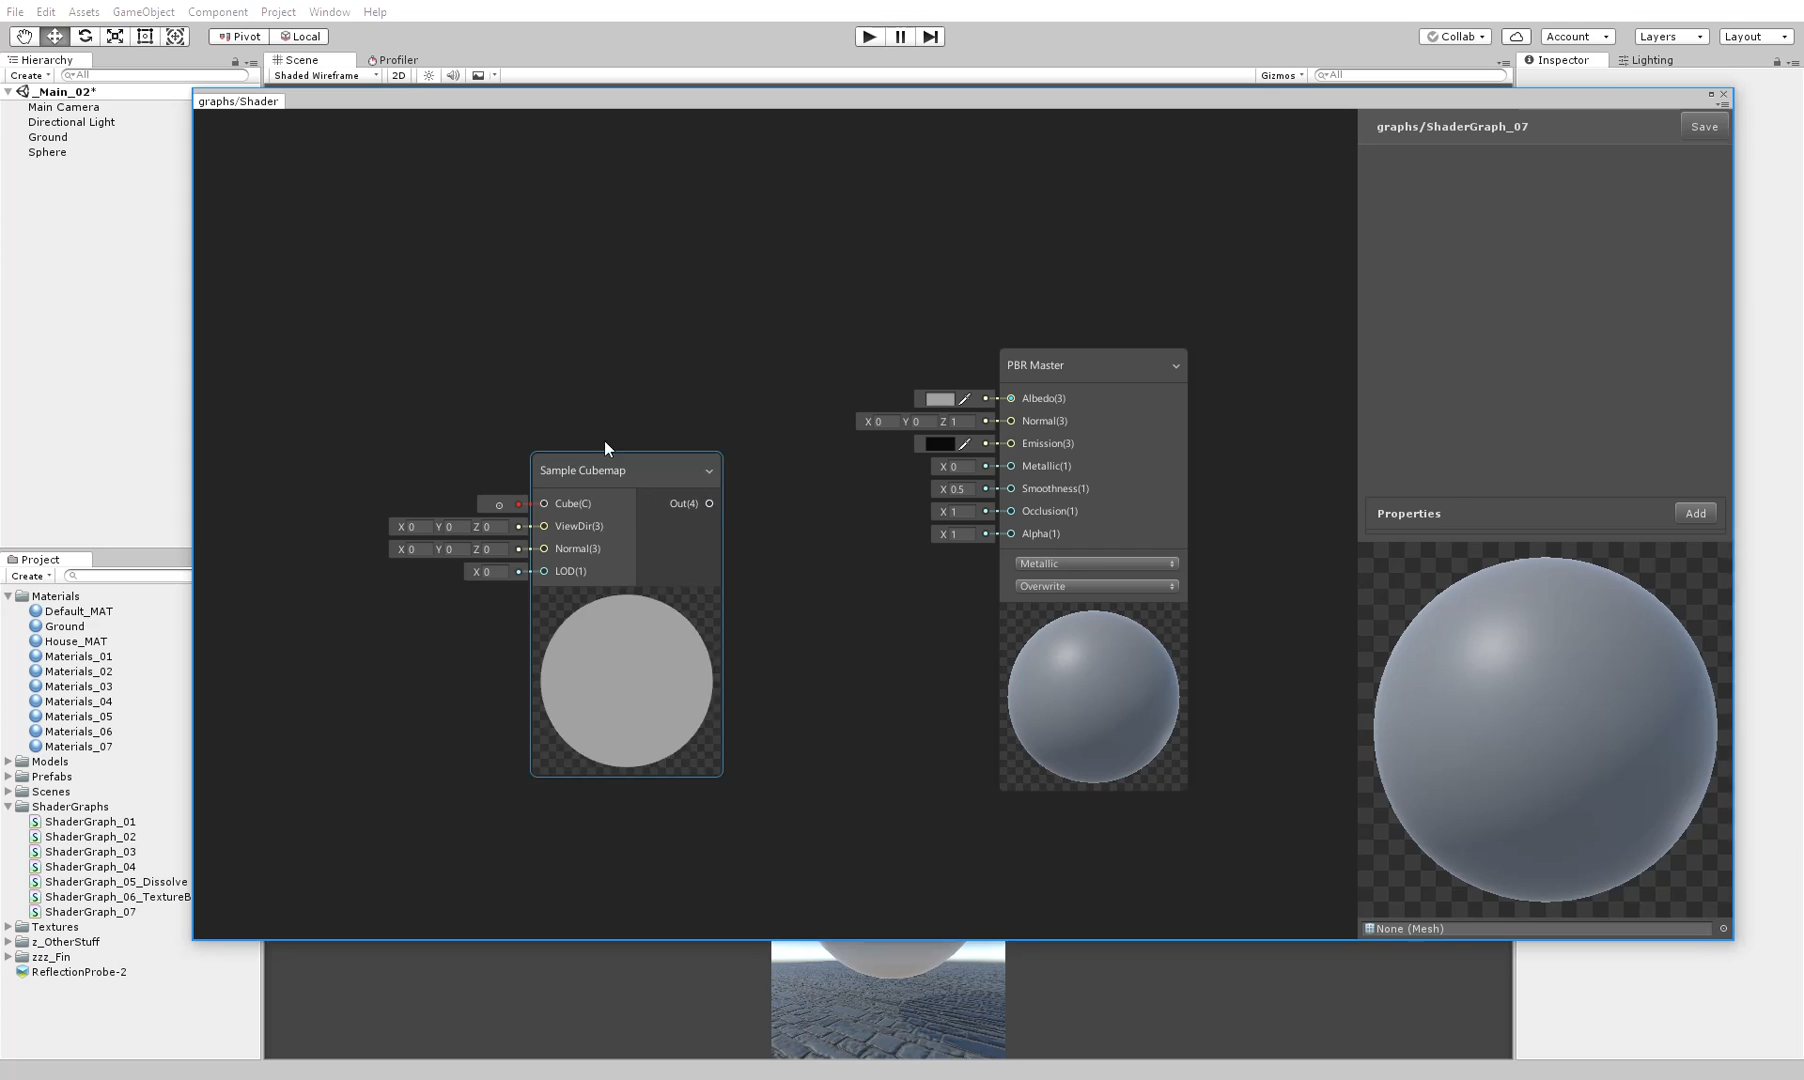 File Edit Assets GameObject Component Project Window Help
Pivot Local Collab Account Layers Layout
Hierarchy Scene Profiler Inspector Lighting
Create All Shaded Wireframe 2D Gizmos All
_Main_02*
Main Camera
Directional Light
Ground
Sphere
graphs/Shader
graphs/ShaderGraph_07 Save
PBR Master
Albedo(3)
X 0 Y 0 Z 1 Normal(3)
Emission(3)
X 0 Metallic(1)
X 0.5 Smoothness(1)
X 1 Occlusion(1)
X 1 Alpha(1)
Metallic
Overwrite
Sample Cubemap
Cube(C) Out(4)
X 0 Y 0 Z 0 ViewDir(3)
X 0 Y 0 Z 0 Normal(3)
X 0 LOD(1)
Properties Add
None (Mesh)
Project
Create
Materials
Default_MAT
Ground
House_MAT
Materials_01
Materials_02
Materials_03
Materials_04
Materials_05
Materials_06
Materials_07
Models
Prefabs
Scenes
ShaderGraphs
ShaderGraph_01
ShaderGraph_02
ShaderGraph_03
ShaderGraph_04
ShaderGraph_05_Dissolve
ShaderGraph_06_TextureB
ShaderGraph_07
Textures
z_OtherStuff
zzz_Fin
ReflectionProbe-2